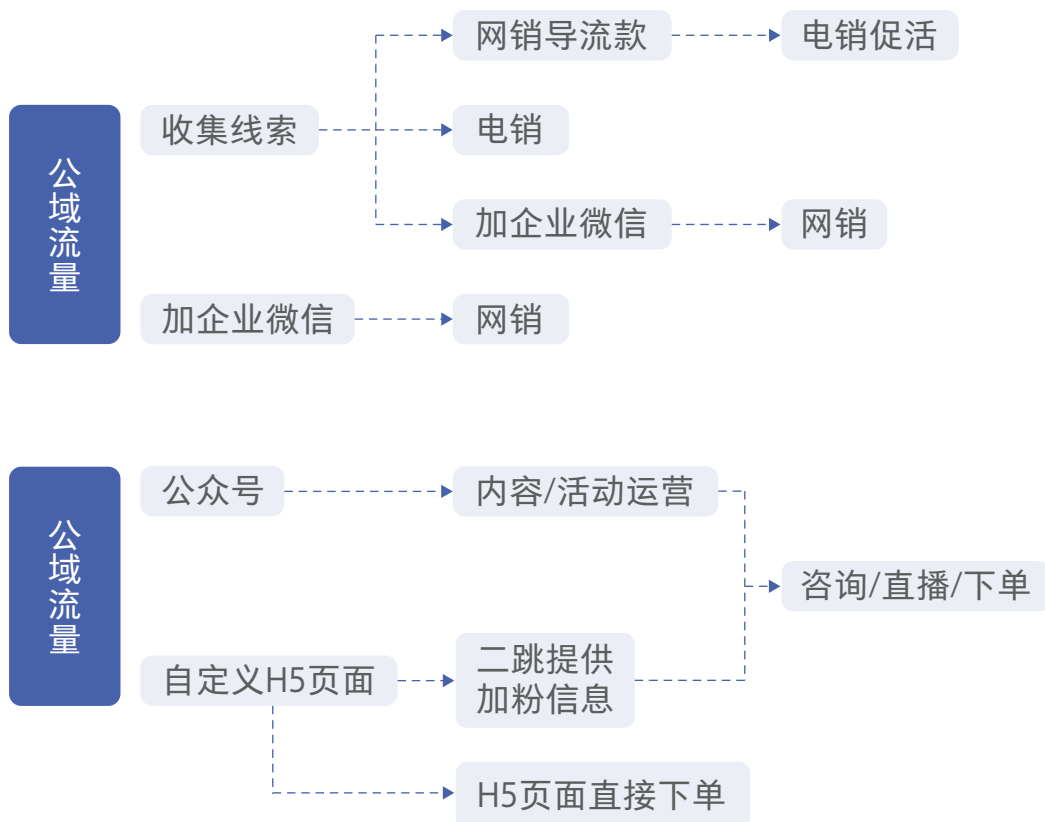 公域流量
收集线索
网销导流款
电销促活
电销
加企业微信
网销
加企业微信
网销
公域流量
公众号
内容/活动运营
咨询/直播/下单
自定义H5页面
二跳提供
加粉信息
H5页面直接下单